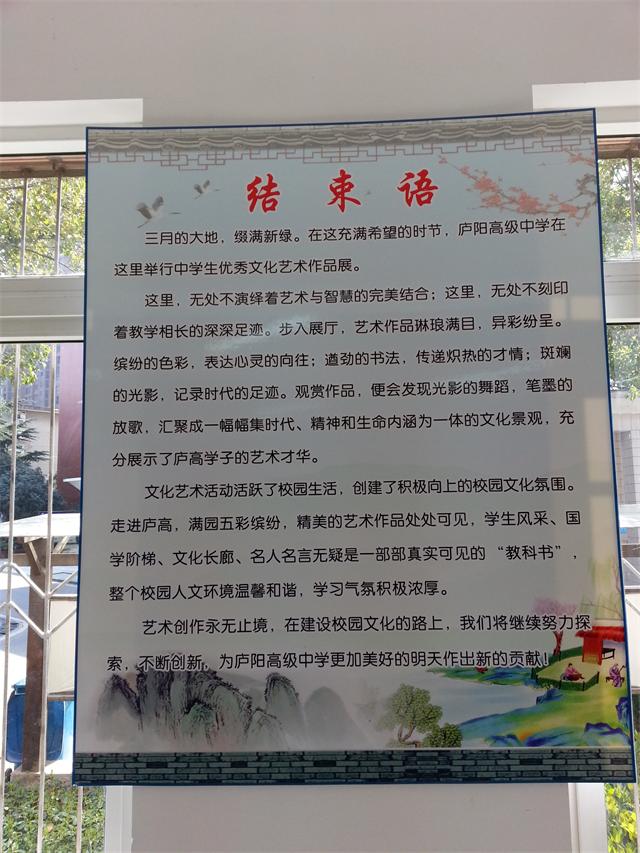 结束语
三月的大地，缀满新绿。在这充满希望的时节，庐阳高级中学在
这里举行中学生优秀文化艺术作品展。
这里，无处不演绎着艺术与智慧的完美结合；这里，无处不刻印
着教学相长的深深足迹。步入展厅，艺术作品琳琅满目，异彩纷呈。
缤纷的色彩，表达心灵的向往；遒劲的书法，传递炽热的才情；斑斓
的光影，记录时代的足迹。观赏作品，便会发现光影的舞蹈，笔墨的
放歌，汇聚成一幅幅集时代、精神和生命内涵为一体的文化景观，充
分展示了庐高学子的艺术才华。
文化艺术活动活跃了校园生活，创建了积极向上的校园文化氛围。
走进庐高，满园五彩缤纷，精美的艺术作品处处可见，学生风采、国
学阶梯、文化长廊、名人名言无疑是一部部真实可见的“教科书”，
整个校园人文环境温馨和谐，学习气氛积极浓厚。
艺术创作永无止境，在建设校园文化的路上，我们将继续努力探
索，不断创新，为庐阳高级中学更加美好的明天作出新的贡献！